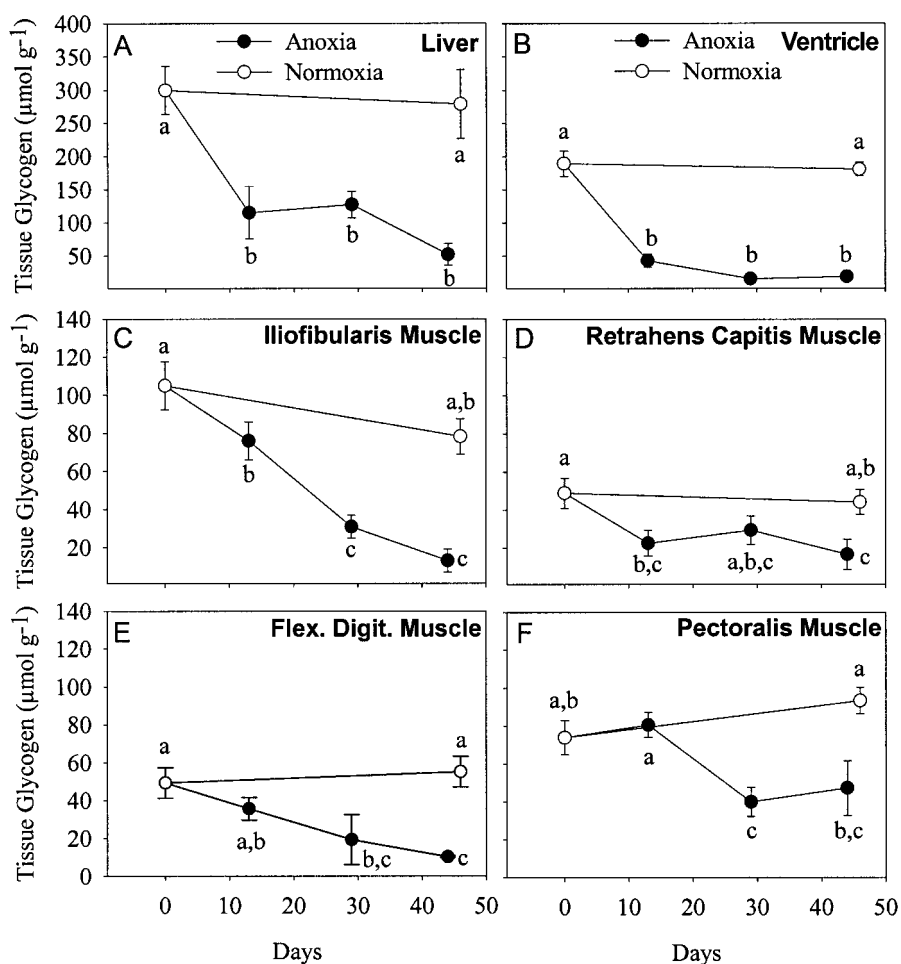 A
Anoxia
Normoxia
Liver
Tissue Glycogen (µmol g⁻¹)
400
350
300
250
200
150
100
50
a
a
b
b
b
B
Anoxia
Normoxia
Ventricle
a
a
b
b
b
C
Iliofibularis Muscle
Tissue Glycogen (µmol g⁻¹)
140
120
100
80
60
40
20
a
a,b
b
c
c
D
Retrahens Capitis Muscle
a
a,b
b,c
a,b,c
c
E
Flex. Digit. Muscle
Tissue Glycogen (µmol g⁻¹)
140
120
100
80
60
40
20
0
a
a
a,b
b,c
c
0 10 20 30 40 50
Days
F
Pectoralis Muscle
a,b
a
a
c
b,c
0 10 20 30 40 50
Days